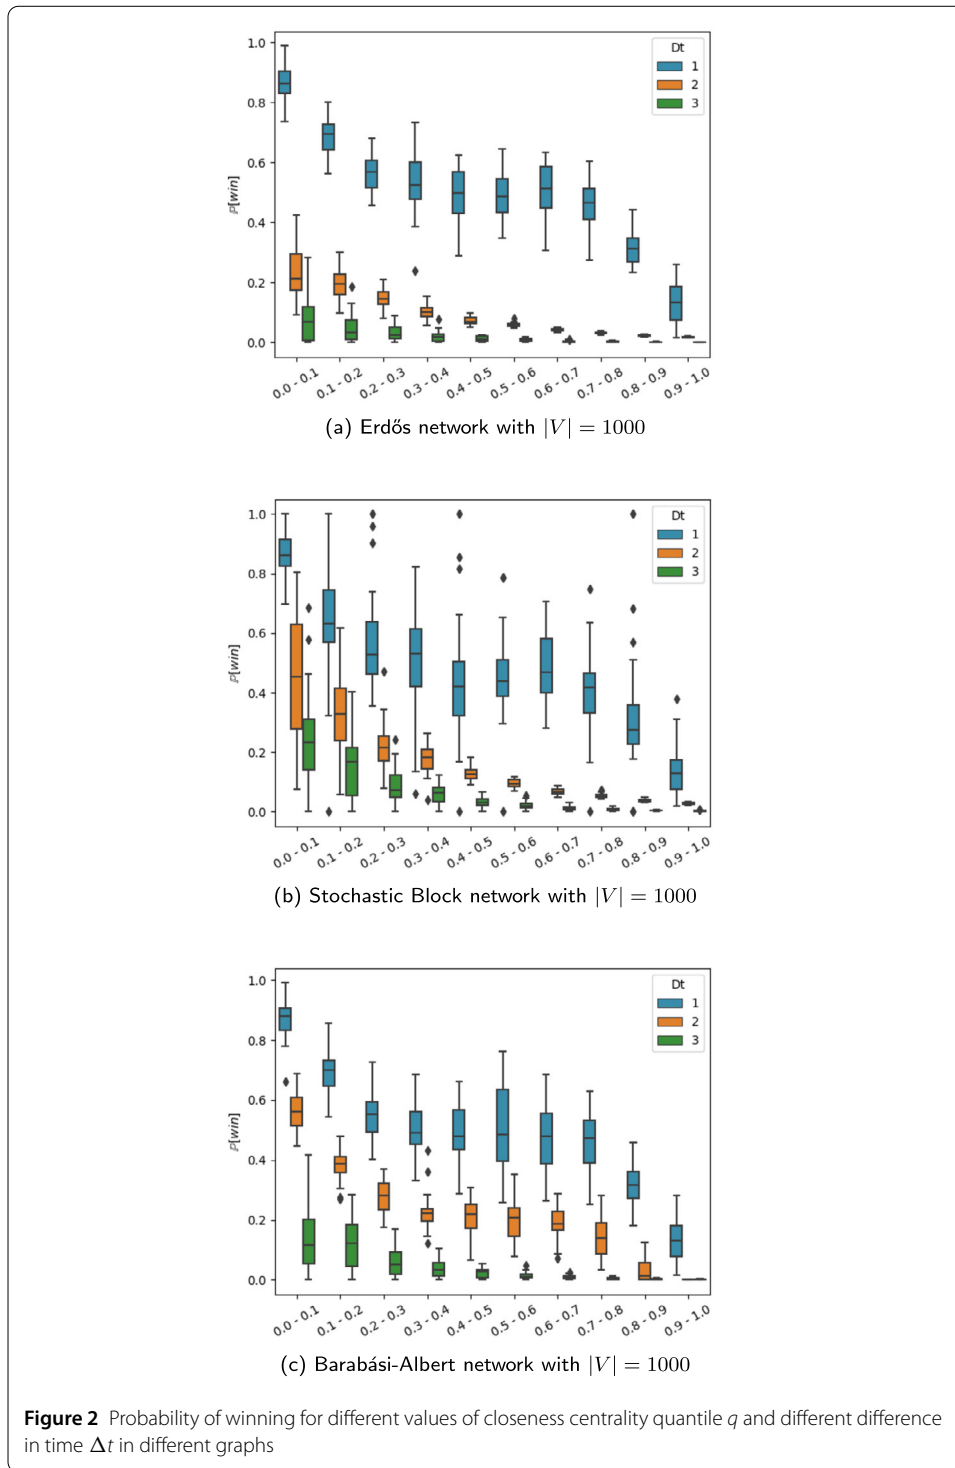 1.0
0.8
0.6
0.4
0.2
0.0
ℙ[win]
Dt
1
2
3
0.0 - 0.1
0.1 - 0.2
0.2 - 0.3
0.3 - 0.4
0.4 - 0.5
0.5 - 0.6
0.6 - 0.7
0.7 - 0.8
0.8 - 0.9
0.9 - 1.0
(a) Erdős network with |V| = 1000
1.0
0.8
0.6
0.4
0.2
0.0
ℙ[win]
Dt
1
2
3
0.0 - 0.1
0.1 - 0.2
0.2 - 0.3
0.3 - 0.4
0.4 - 0.5
0.5 - 0.6
0.6 - 0.7
0.7 - 0.8
0.8 - 0.9
0.9 - 1.0
(b) Stochastic Block network with |V| = 1000
1.0
0.8
0.6
0.4
0.2
0.0
ℙ[win]
Dt
1
2
3
0.0 - 0.1
0.1 - 0.2
0.2 - 0.3
0.3 - 0.4
0.4 - 0.5
0.5 - 0.6
0.6 - 0.7
0.7 - 0.8
0.8 - 0.9
0.9 - 1.0
(c) Barabási-Albert network with |V| = 1000
Figure 2 Probability of winning for different values of closeness centrality quantile q and different difference
in time Δt in different graphs